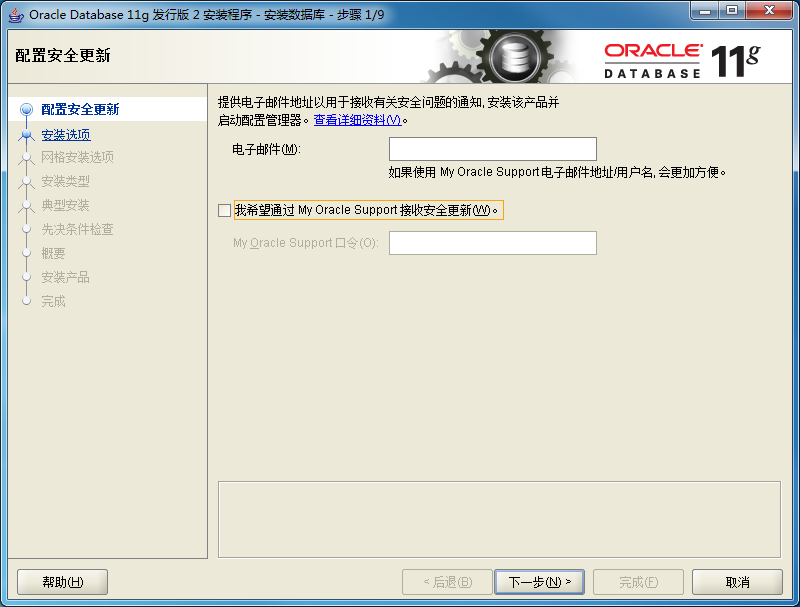 Oracle Database 11g 发行版 2 安装程序 - 安装数据库 - 步骤 1/9
配置安全更新
ORACLE
DATABASE
11g
配置安全更新
安装选项
网格安装选项
安装类型
典型安装
先决条件检查
概要
安装产品
完成
提供电子邮件地址以用于接收有关安全问题的通知, 安装该产品并
启动配置管理器。查看详细资料(V)。
电子邮件(M):
如果使用 My Oracle Support 电子邮件地址/用户名, 会更加方便。
我希望通过 My Oracle Support 接收安全更新(W)。
My Oracle Support 口令(O):
帮助(H)
< 后退(B)
下一步(N) >
完成(F)
取消